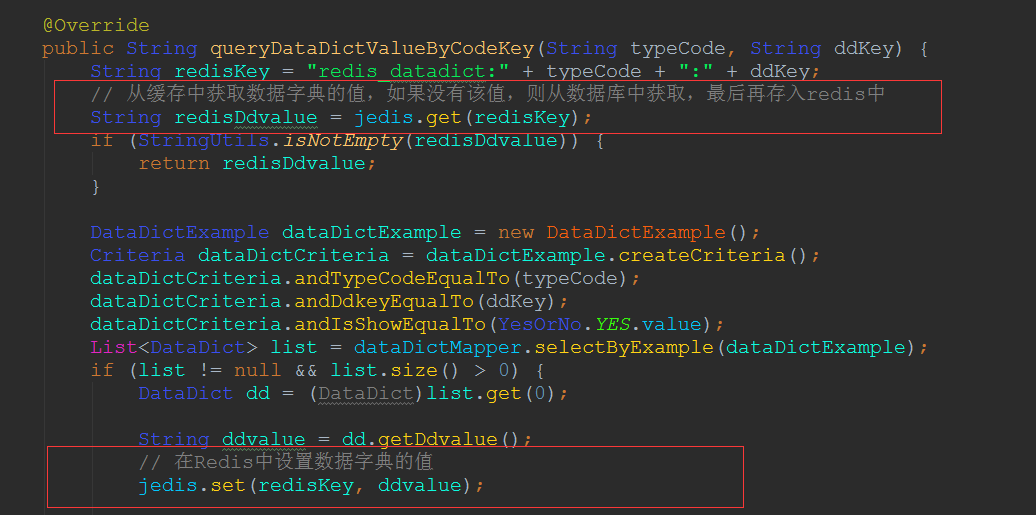 @Override
public String queryDataDictValueByCodeKey(String typeCode, String ddKey) {
String redisKey = "redis_datadict:" + typeCode + ":" + ddKey;
// 从缓存中获取数据字典的值，如果没有该值，则从数据库中获取，最后再存入redis中
String redisDdvalue = jedis.get(redisKey);
if (StringUtils.isNotEmpty(redisDdvalue)) {
return redisDdvalue;
}
DataDictExample dataDictExample = new DataDictExample();
Criteria dataDictCriteria = dataDictExample.createCriteria();
dataDictCriteria.andTypeCodeEqualTo(typeCode);
dataDictCriteria.andDdkeyEqualTo(ddKey);
dataDictCriteria.andIsShowEqualTo(YesOrNo.YES.value);
List<DataDict> list = dataDictMapper.selectByExample(dataDictExample);
if (list != null && list.size() > 0) {
DataDict dd = (DataDict)list.get(0);
String ddvalue = dd.getDdvalue();
// 在Redis中设置数据字典的值
jedis.set(redisKey, ddvalue);